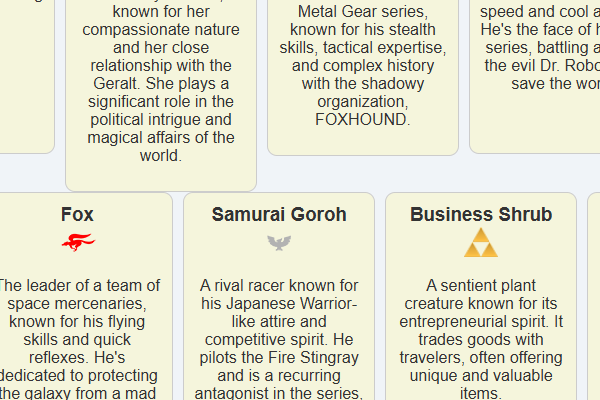 known for her
compassionate nature
and her close
relationship with the
Geralt. She plays a
significant role in the
political intrigue and
magical affairs of the
world.
Metal Gear series,
known for his stealth
skills, tactical expertise,
and complex history
with the shadowy
organization,
FOXHOUND.
speed and cool a
He's the face of h
series, battling a
the evil Dr. Robo
save the wor
Fox
The leader of a team of
space mercenaries,
known for his flying
skills and quick
reflexes. He's
dedicated to protecting
the galaxy from a mad
Samurai Goroh
A rival racer known for
his Japanese Warrior-
like attire and
competitive spirit. He
pilots the Fire Stingray
and is a recurring
antagonist in the series,
Business Shrub
A sentient plant
creature known for its
entrepreneurial spirit. It
trades goods with
travelers, often offering
unique and valuable
items.